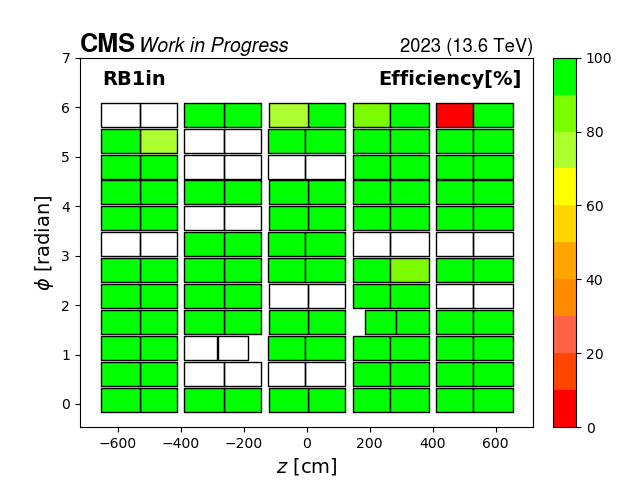 CMS Work in Progress 2023 (13.6 TeV)
RB1in Efficiency[%]
7
6
5
4
3
2
1
0
ϕ [radian]
−600 −400 −200 0 200 400 600
z [cm]
100
80
60
40
20
0